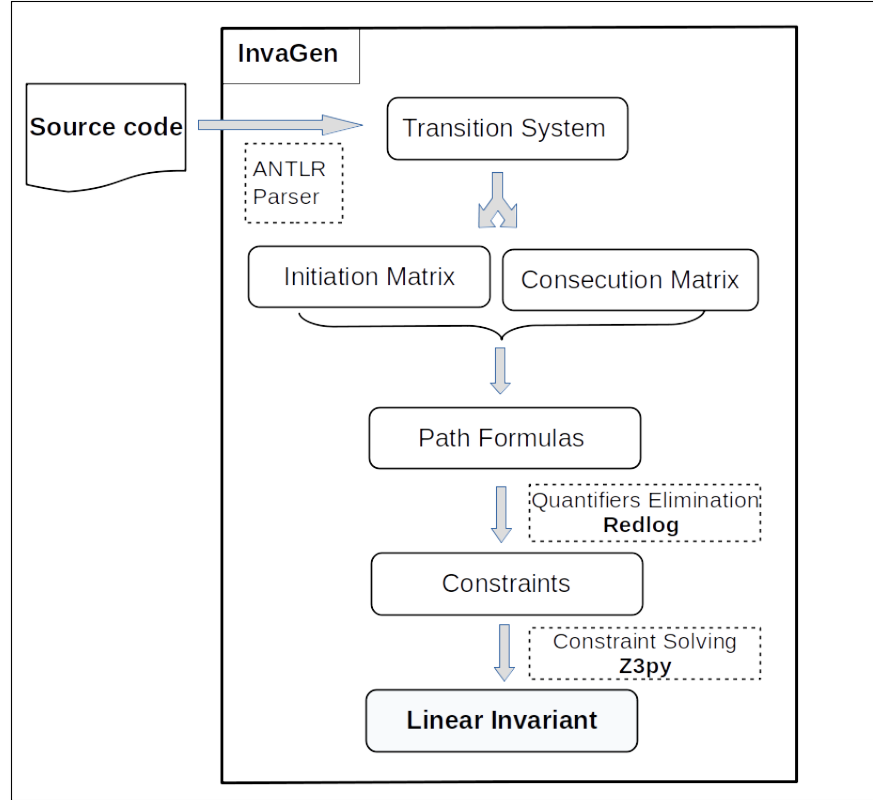 InvaGen
Source code
Transition System
ANTLR
Parser
Initiation Matrix
Consecution Matrix
Path Formulas
Quantifiers Elimination
Redlog
Constraints
Constraint Solving
Z3py
Linear Invariant